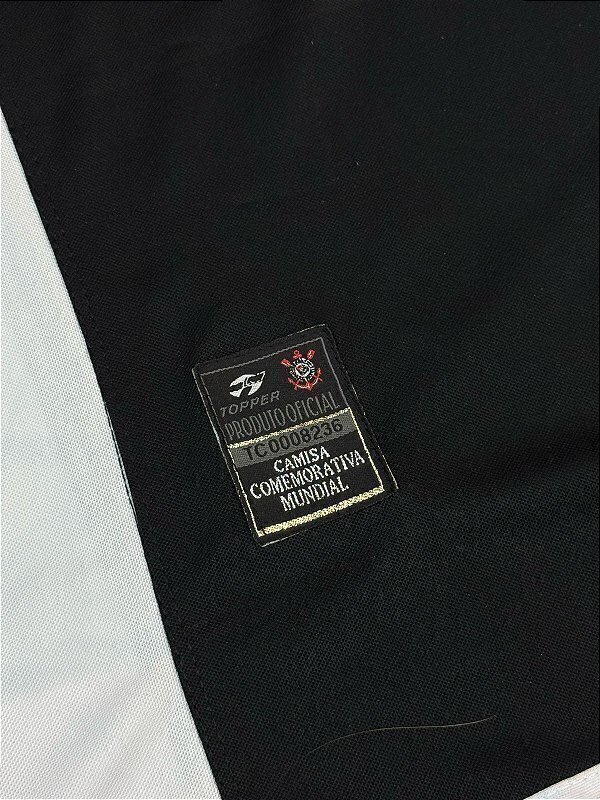 TOPPER
PRODUTO OFICIAL
TC0008236
CAMISA
COMEMORATIVA
MUNDIAL